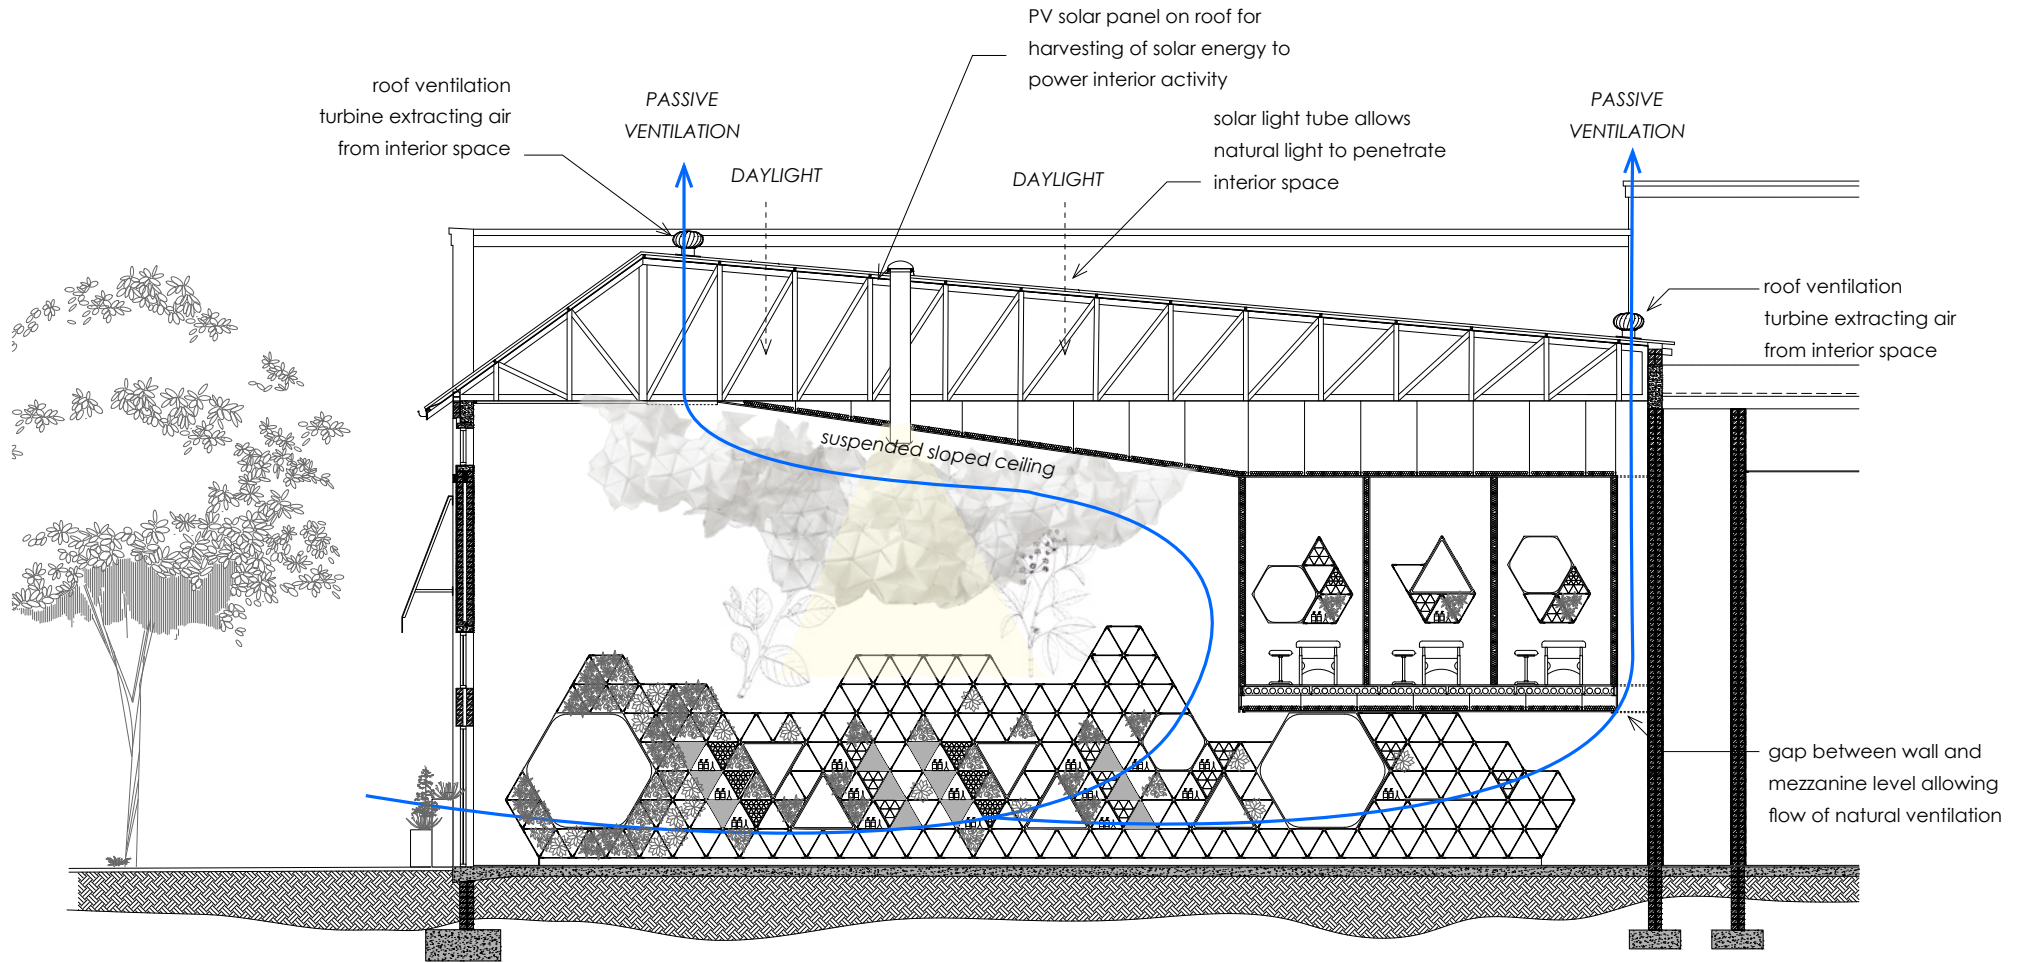 PV solar panel on roof for
harvesting of solar energy to
power interior activity
roof ventilation
turbine extracting air
from interior space
PASSIVE
VENTILATION
DAYLIGHT
DAYLIGHT
solar light tube allows
natural light to penetrate
interior space
PASSIVE
VENTILATION
roof ventilation
turbine extracting air
from interior space
suspended sloped ceiling
gap between wall and
mezzanine level allowing
flow of natural ventilation